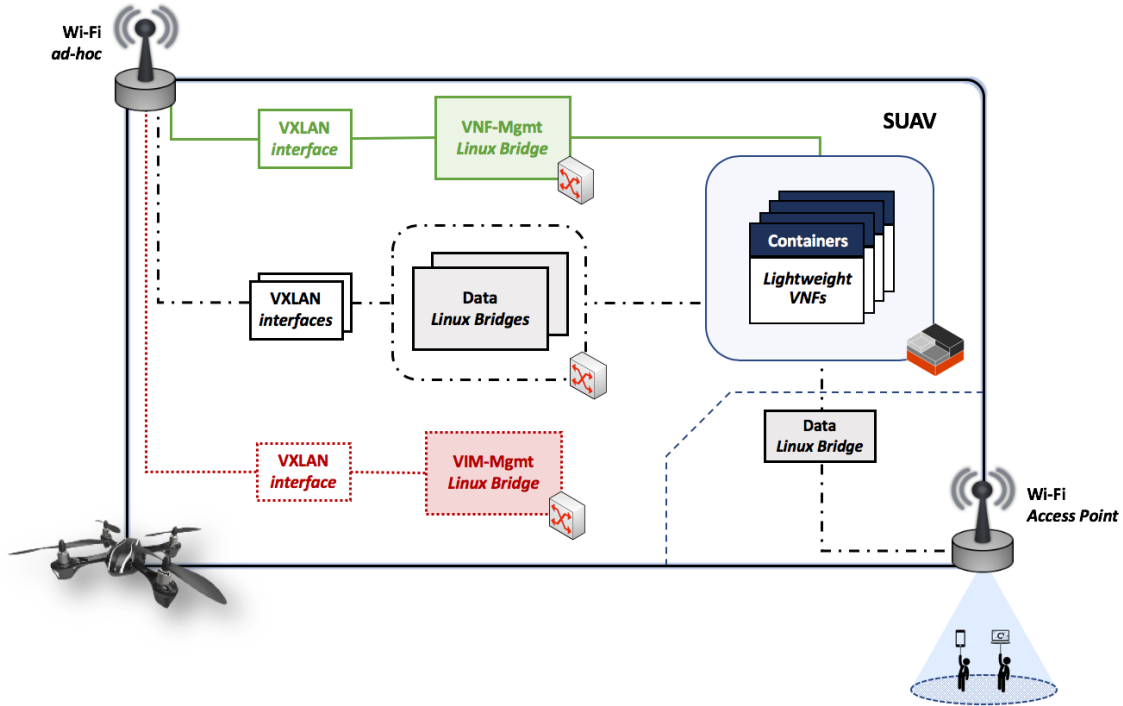 Wi-Fi
ad-hoc
SUAV
VXLAN
interface
VNF-Mgmt
Linux Bridge
Containers
Lightweight
VNFs
VXLAN
interfaces
Data
Linux Bridges
Data
Linux Bridge
VXLAN
interface
VIM-Mgmt
Linux Bridge
Wi-Fi
Access Point